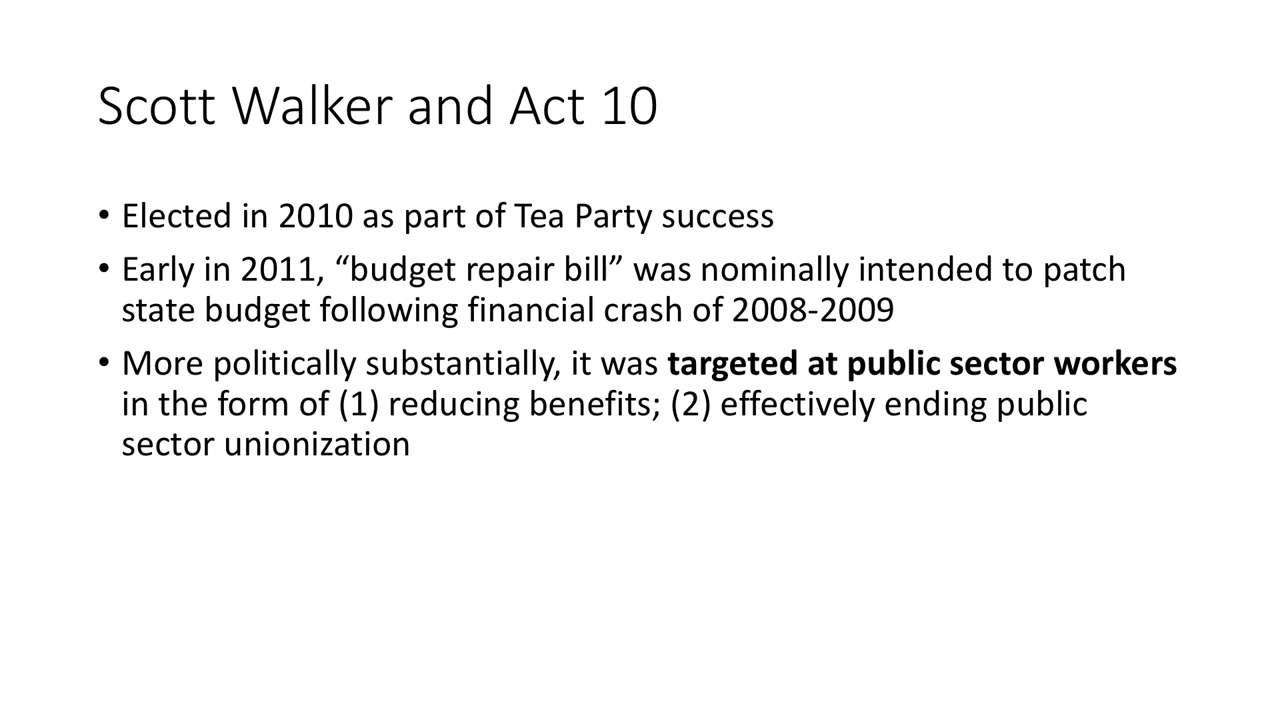 Scott Walker and Act 10
• Elected in 2010 as part of Tea Party success
• Early in 2011, “budget repair bill” was nominally intended to patch
state budget following financial crash of 2008-2009
• More politically substantially, it was targeted at public sector workers
in the form of (1) reducing benefits; (2) effectively ending public
sector unionization